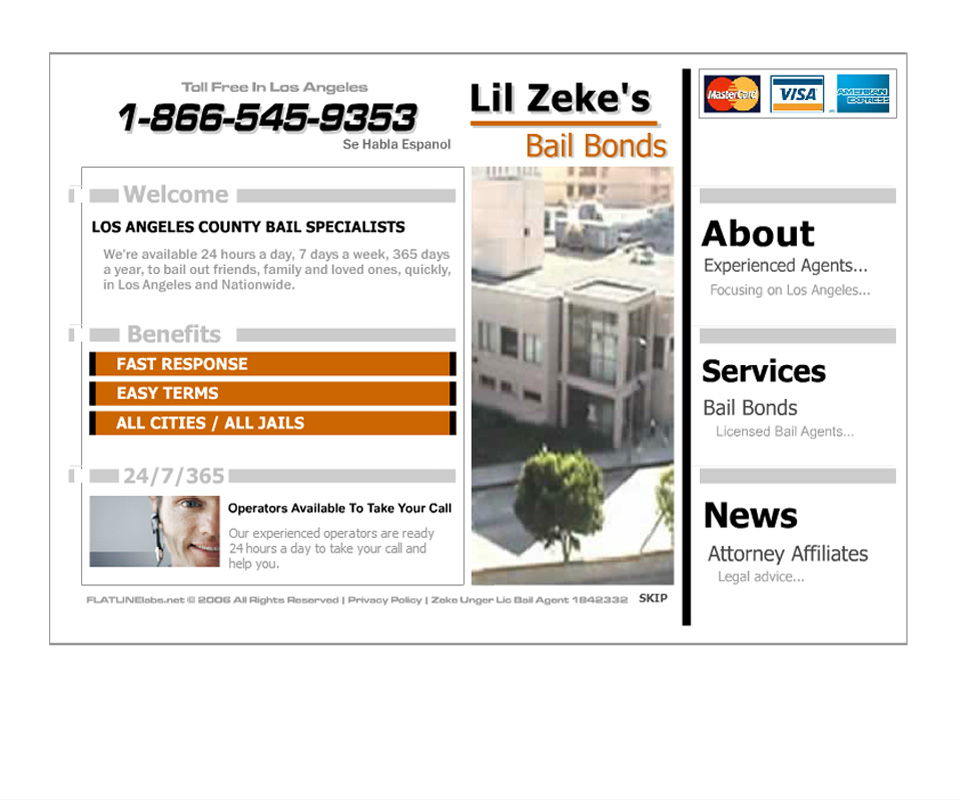 Toll Free In Los Angeles
1-866-545-9353
Se Habla Espanol
Lil Zeke's
Bail Bonds
MasterCard
VISA
AMERICAN EXPRESS
Welcome
LOS ANGELES COUNTY BAIL SPECIALISTS
We're available 24 hours a day, 7 days a week, 365 days
a year, to bail out friends, family and loved ones, quickly,
in Los Angeles and Nationwide.
Benefits
FAST RESPONSE
EASY TERMS
ALL CITIES / ALL JAILS
24/7/365
Operators Available To Take Your Call
Our experienced operators are ready
24 hours a day to take your call and
help you.
FLATLINElabs.net © 2006 All Rights Reserved | Privacy Policy | Zeke Unger Lic Bail Agent 1842332
SKIP
About
Experienced Agents...
Focusing on Los Angeles...
Services
Bail Bonds
Licensed Bail Agents...
News
Attorney Affiliates
Legal advice...